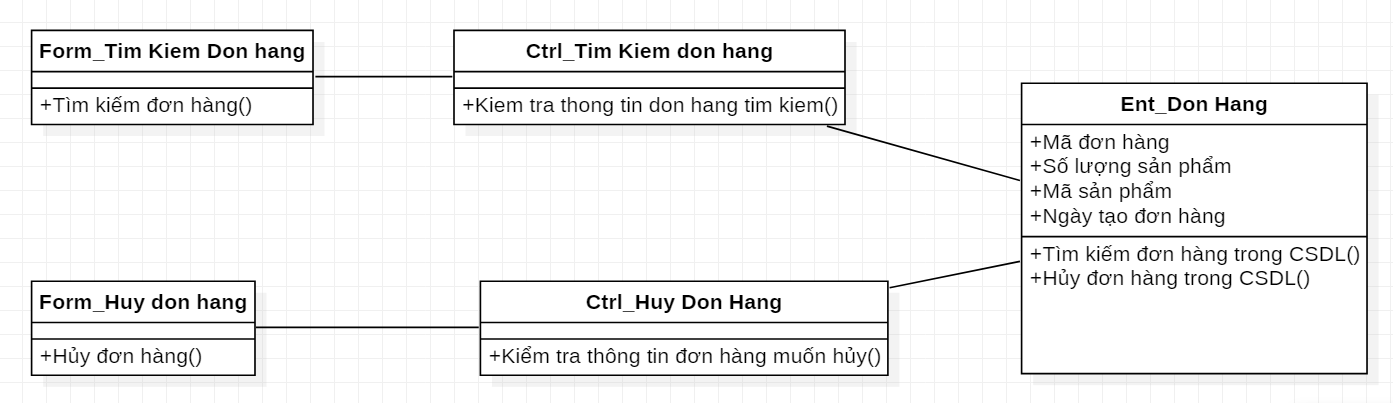 Form_Tim Kiem Don hang
+Tìm kiếm đơn hàng()
Ctrl_Tim Kiem don hang
+Kiem tra thong tin don hang tim kiem()
Ent_Don Hang
+Mã đơn hàng
+Số lượng sản phẩm
+Mã sản phẩm
+Ngày tạo đơn hàng
+Tìm kiếm đơn hàng trong CSDL()
+Hủy đơn hàng trong CSDL()
Form_Huy don hang
+Hủy đơn hàng()
Ctrl_Huy Don Hang
+Kiểm tra thông tin đơn hàng muốn hủy()